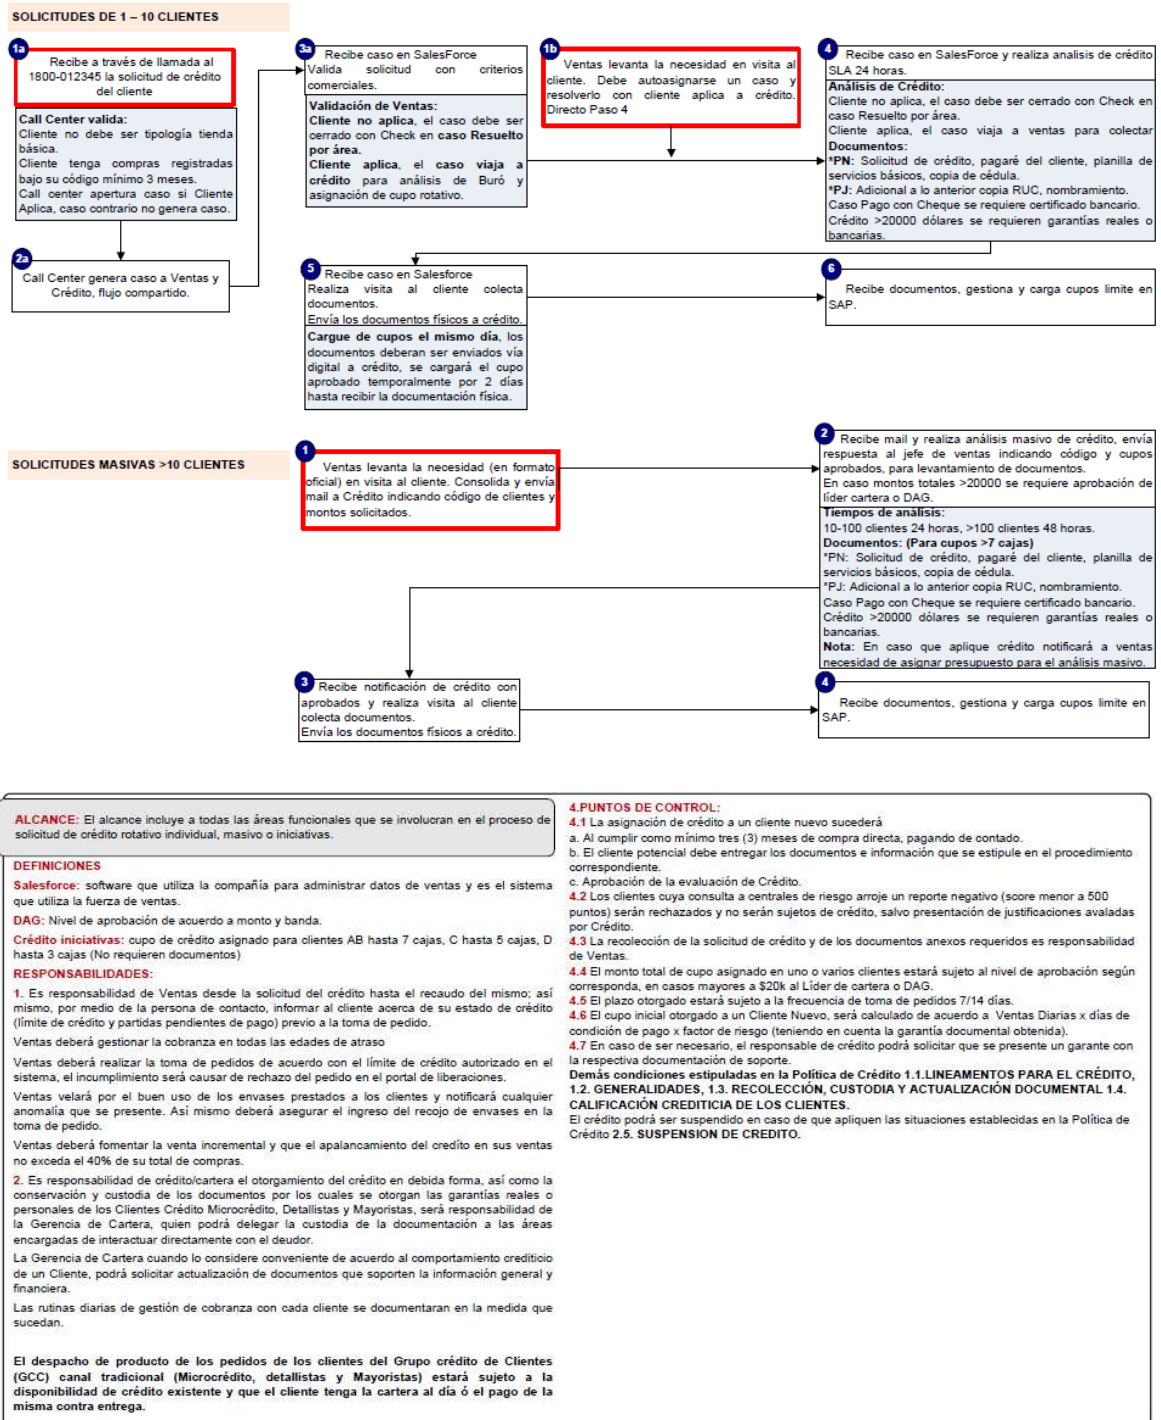 SOLICITUDES DE 1 – 10 CLIENTES
1a
Recibe a través de llamada al
1800-012345 la solicitud de crédito
del cliente
Call Center valida:
Cliente no debe ser tipología tienda
básica.
Cliente tenga compras registradas
bajo su código mínimo 3 meses.
Call center apertura caso si Cliente
Aplica, caso contrario no genera caso.
2a
Call Center genera caso a Ventas y
Crédito, flujo compartido.
3a
Recibe caso en SalesForce
Valida solicitud con criterios
comerciales.
Validación de Ventas:
Cliente no aplica, el caso debe ser
cerrado con Check en caso Resuelto
por área.
Cliente aplica, el caso viaja a
crédito para análisis de Buró y
asignación de cupo rotativo.
1b
Ventas levanta la necesidad en visita al
cliente. Debe autoasignarse un caso y
resolverlo con cliente aplica a crédito.
Directo Paso 4
4
Recibe caso en SalesForce y realiza analisis de crédito
SLA 24 horas.
Análisis de Crédito:
Cliente no aplica, el caso debe ser cerrado con Check en
caso Resuelto por área.
Cliente aplica, el caso viaja a ventas para colectar
Documentos:
*PN: Solicitud de crédito, pagaré del cliente, planilla de
servicios básicos, copia de cédula.
*PJ: Adicional a lo anterior copia RUC, nombramiento.
Caso Pago con Cheque se requiere certificado bancario.
Crédito >20000 dólares se requieren garantías reales o
bancarias.
5
Recibe caso en Salesforce
Realiza visita al cliente colecta
documentos.
Envía los documentos físicos a crédito.
Cargue de cupos el mismo día, los
documentos deberan ser enviados vía
digital a crédito, se cargará el cupo
aprobado temporalmente por 2 días
hasta recibir la documentación física.
6
Recibe documentos, gestiona y carga cupos limite en
SAP.
SOLICITUDES MASIVAS >10 CLIENTES
1
Ventas levanta la necesidad (en formato
oficial) en visita al cliente. Consolida y envía
mail a Crédito indicando código de clientes y
montos solicitados.
2
Recibe mail y realiza análisis masivo de crédito, envía
respuesta al jefe de ventas indicando código y cupos
aprobados, para levantamiento de documentos.
En caso montos totales >20000 se requiere aprobación de
líder cartera o DAG.
Tiempos de análisis:
10-100 clientes 24 horas, >100 clientes 48 horas.
Documentos: (Para cupos >7 cajas)
*PN: Solicitud de crédito, pagaré del cliente, planilla de
servicios básicos, copia de cédula.
*PJ: Adicional a lo anterior copia RUC, nombramiento.
Caso Pago con Cheque se requiere certificado bancario.
Crédito >20000 dólares se requieren garantías reales o
bancarias.
Nota: En caso que aplique crédito notificará a ventas
necesidad de asignar presupuesto para el análisis masivo.
3
Recibe notificación de crédito con
aprobados y realiza visita al cliente
colecta documentos.
Envía los documentos físicos a crédito.
4
Recibe documentos, gestiona y carga cupos limite en
SAP.
ALCANCE: El alcance incluye a todas las áreas funcionales que se involucran en el proceso de
solicitud de crédito rotativo individual, masivo o iniciativas.
DEFINICIONES
Salesforce: software que utiliza la compañía para administrar datos de ventas y es el sistema
que utiliza la fuerza de ventas.
DAG: Nivel de aprobación de acuerdo a monto y banda.
Crédito iniciativas: cupo de crédito asignado para clientes AB hasta 7 cajas, C hasta 5 cajas, D
hasta 3 cajas (No requieren documentos)
RESPONSABILIDADES:
1. Es responsabilidad de Ventas desde la solicitud del crédito hasta el recaudo del mismo; así
mismo, por medio de la persona de contacto, informar al cliente acerca de su estado de crédito
(límite de crédito y partidas pendientes de pago) previo a la toma de pedido.
Ventas deberá gestionar la cobranza en todas las edades de atraso
Ventas deberá realizar la toma de pedidos de acuerdo con el límite de crédito autorizado en el
sistema, el incumplimiento será causar de rechazo del pedido en el portal de liberaciones.
Ventas velará por el buen uso de los envases prestados a los clientes y notificará cualquier
anomalía que se presente. Así mismo deberá asegurar el ingreso del recojo de envases en la
toma de pedido.
Ventas deberá fomentar la venta incremental y que el apalancamiento del credíto en sus ventas
no exceda el 40% de su total de compras.
2. Es responsabilidad de crédito/cartera el otorgamiento del crédito en debida forma, así como la
conservación y custodia de los documentos por los cuales se otorgan las garantías reales o
personales de los Clientes Crédito Microcrédito, Detallistas y Mayoristas, será responsabilidad de
la Gerencia de Cartera, quien podrá delegar la custodia de la documentación a las áreas
encargadas de interactuar directamente con el deudor.
La Gerencia de Cartera cuando lo considere conveniente de acuerdo al comportamiento crediticio
de un Cliente, podrá solicitar actualización de documentos que soporten la información general y
financiera.
Las rutinas diarias de gestión de cobranza con cada cliente se documentaran en la medida que
sucedan.
El despacho de producto de los pedidos de los clientes del Grupo crédito de Clientes
(GCC) canal tradicional (Microcrédito, detallistas y Mayoristas) estará sujeto a la
disponibilidad de crédito existente y que el cliente tenga la cartera al día ó el pago de la
misma contra entrega.
4.PUNTOS DE CONTROL:
4.1 La asignación de crédito a un cliente nuevo sucederá
a. Al cumplir como mínimo tres (3) meses de compra directa, pagando de contado.
b. El cliente potencial debe entregar los documentos e información que se estipule en el procedimiento
correspondiente.
c. Aprobación de la evaluación de Crédito.
4.2 Los clientes cuya consulta a centrales de riesgo arroje un reporte negativo (score menor a 500
puntos) serán rechazados y no serán sujetos de crédito, salvo presentación de justificaciones avaladas
por Crédito.
4.3 La recolección de la solicitud de crédito y de los documentos anexos requeridos es responsabilidad
de Ventas.
4.4 El monto total de cupo asignado en uno o varios clientes estará sujeto al nivel de aprobación según
corresponda, en casos mayores a $20k al Líder de cartera o DAG.
4.5 El plazo otorgado estará sujeto a la frecuencia de toma de pedidos 7/14 días.
4.6 El cupo inicial otorgado a un Cliente Nuevo, será calculado de acuerdo a Ventas Diarias x días de
condición de pago x factor de riesgo (teniendo en cuenta la garantía documental obtenida).
4.7 En caso de ser necesario, el responsable de crédito podrá solicitar que se presente un garante con
la respectiva documentación de soporte.
Demás condiciones estipuladas en la Política de Crédito 1.1.LINEAMENTOS PARA EL CRÉDITO,
1.2. GENERALIDADES, 1.3. RECOLECCIÓN, CUSTODIA Y ACTUALIZACIÓN DOCUMENTAL 1.4.
CALIFICACIÓN CREDITICIA DE LOS CLIENTES.
El crédito podrá ser suspendido en caso de que apliquen las situaciones establecidas en la Política de
Crédito 2.5. SUSPENSION DE CREDITO.